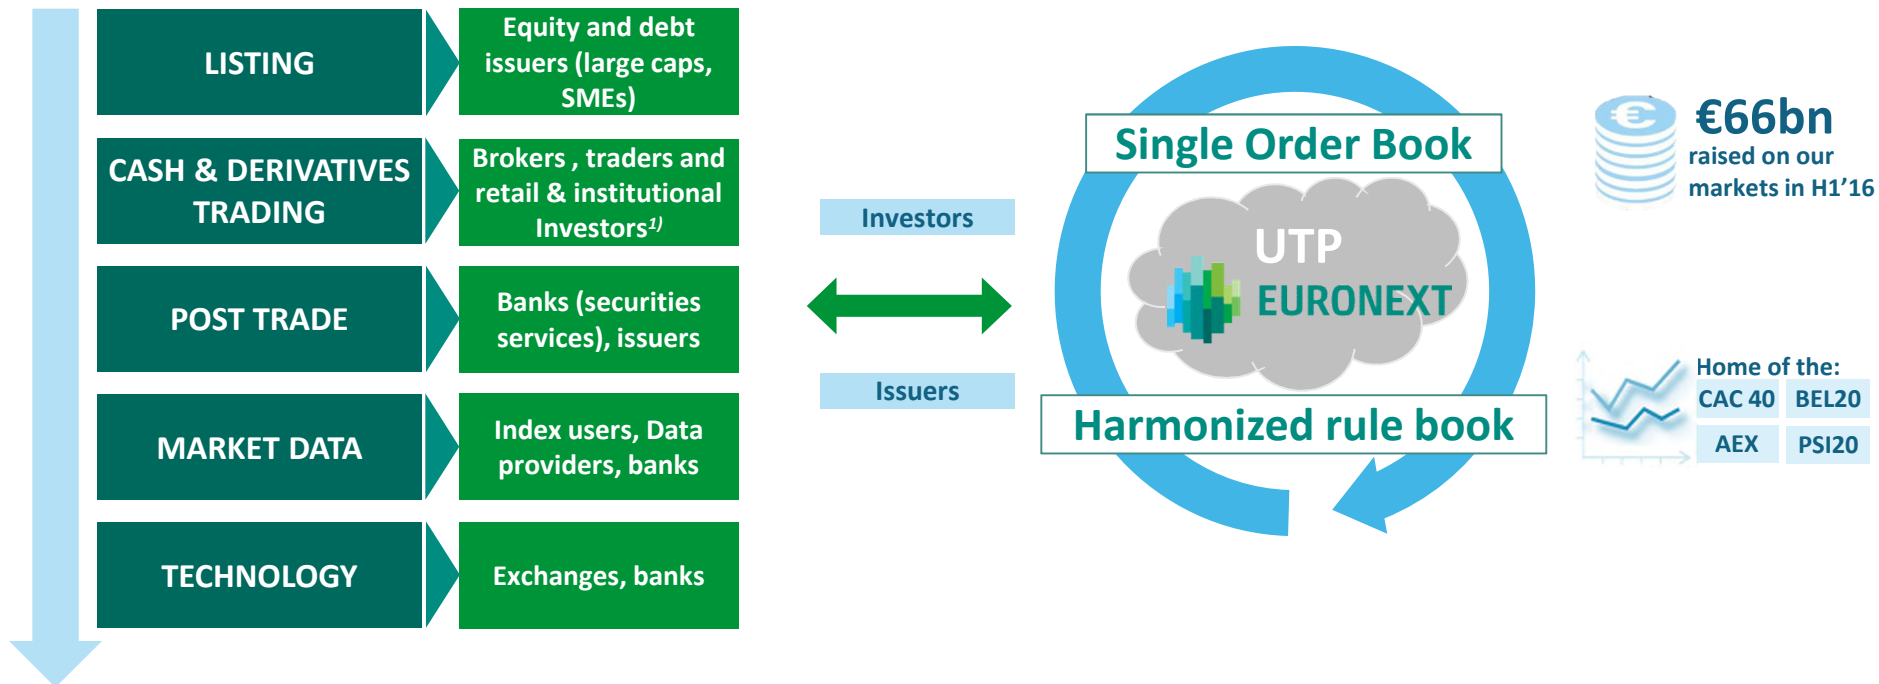 LISTING
Equity and debt
issuers (large caps,
SMEs)
CASH & DERIVATIVES
TRADING
Brokers , traders and
retail & institutional
Investors1)
POST TRADE
Banks (securities
services), issuers
MARKET DATA
Index users, Data
providers, banks
TECHNOLOGY
Exchanges, banks
Investors
Issuers
Single Order Book
UTP
EURONEXT
Harmonized rule book
€66bn
raised on our
markets in H1'16
Home of the:
CAC 40 BEL20
AEX PSI20